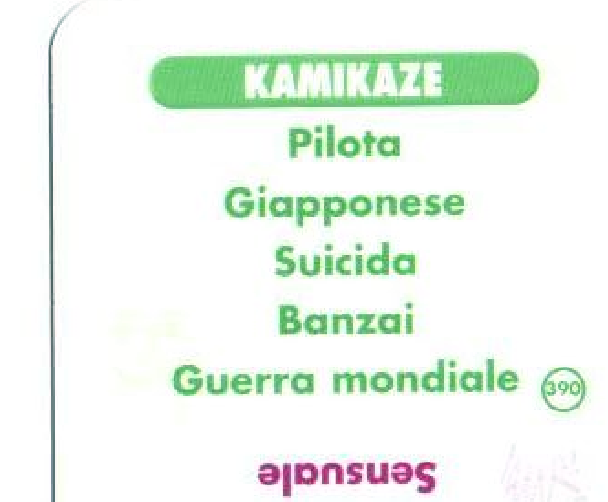 KAMIKAZE
Pilota
Giapponese
Suicida
Banzai
Guerra mondiale 390
Sensuale